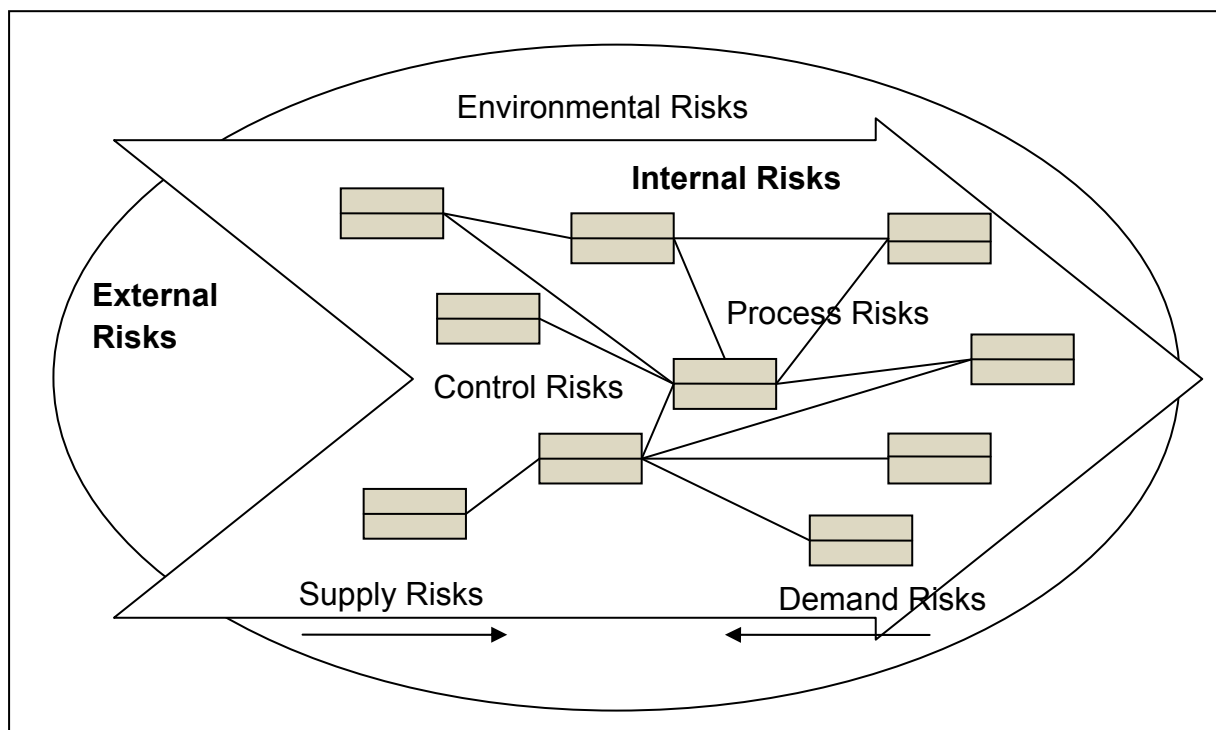 Environmental Risks
Internal Risks
External
Risks
Process Risks
Control Risks
Supply Risks
Demand Risks